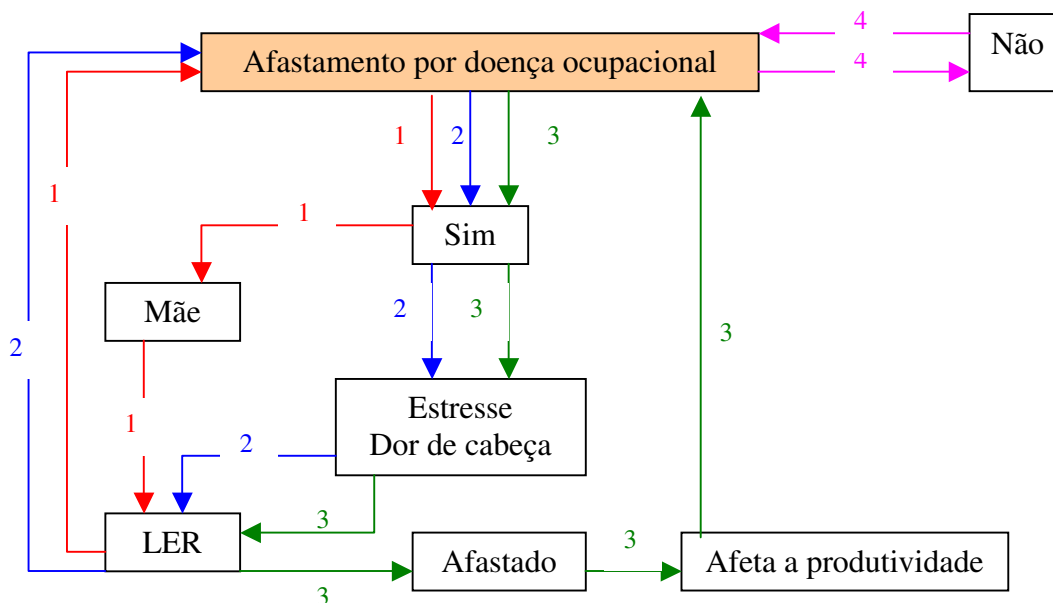 4
Não
Afastamento por doença ocupacional
4
1
2
3
1
1
Sim
Mãe
2
3
2
3
1
Estresse
Dor de cabeça
2
LER
3
Afastado
3
Afeta a produtividade
3